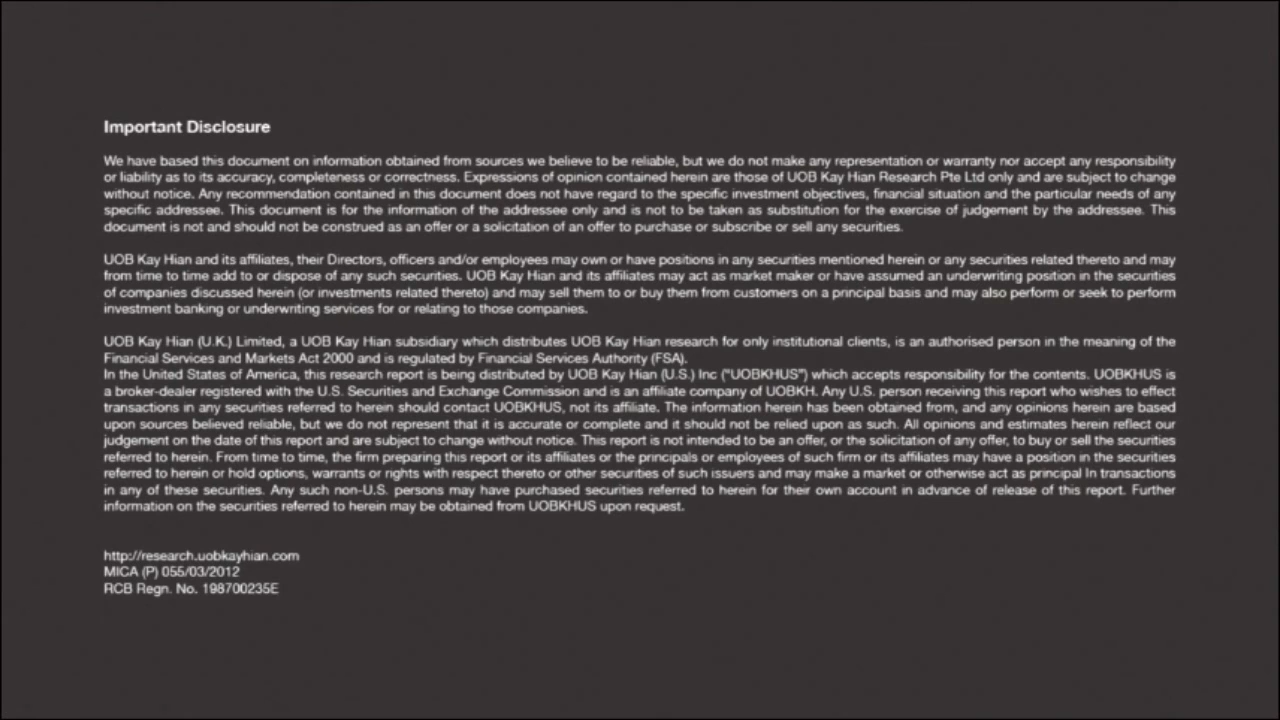 Important Disclosure
We have based this document on information obtained from sources we believe to be reliable, but we do not make any representation or warranty nor accept any responsibility
or liability as to its accuracy, completeness or correctness. Expressions of opinion contained herein are those of UOB Kay Hian Research Pte Ltd only and are subject to change
without notice. Any recommendation contained in this document does not have regard to the specific investment objectives, financial situation and the particular needs of any
specific addressee. This document is for the information of the addressee only and is not to be taken as substitution for the exercise of judgement by the addressee. This
document is not and should not be construed as an offer or a solicitation of an offer to purchase or subscribe or sell any securities.
UOB Kay Hian and its affiliates, their Directors, officers and/or employees may own or have positions in any securities mentioned herein or any securities related thereto and may
from time to time add to or dispose of any such securities. UOB Kay Hian and its affiliates may act as market maker or have assumed an underwriting position in the securities
of companies discussed herein (or investments related thereto) and may sell them to or buy them from customers on a principal basis and may also perform or seek to perform
investment banking or underwriting services for or relating to those companies.
UOB Kay Hian (U.K.) Limited, a UOB Kay Hian subsidiary which distributes UOB Kay Hian research for only institutional clients, is an authorised person in the meaning of the
Financial Services and Markets Act 2000 and is regulated by Financial Services Authority (FSA).
In the United States of America, this research report is being distributed by UOB Kay Hian (U.S.) Inc ("UOBKHUS") which accepts responsibility for the contents. UOBKHUS is
a broker-dealer registered with the U.S. Securities and Exchange Commission and is an affiliate company of UOBKH. Any U.S. person receiving this report who wishes to effect
transactions in any securities referred to herein should contact UOBKHUS, not its affiliate. The information herein has been obtained from, and any opinions herein are based
upon sources believed reliable, but we do not represent that it is accurate or complete and it should not be relied upon as such. All opinions and estimates herein reflect our
judgement on the date of this report and are subject to change without notice. This report is not intended to be an offer, or the solicitation of any offer, to buy or sell the securities
referred to herein. From time to time, the firm preparing this report or its affiliates or the principals or employees of such firm or its affiliates may have a position in the securities
referred to herein or hold options, warrants or rights with respect thereto or other securities of such issuers and may make a market or otherwise act as principal In transactions
in any of these securities. Any such non-U.S. persons may have purchased securities referred to herein for their own account in advance of release of this report. Further
information on the securities referred to herein may be obtained from UOBKHUS upon request.
http://research.uobkayhian.com
MICA (P) 055/03/2012
RCB Regn. No. 198700235E